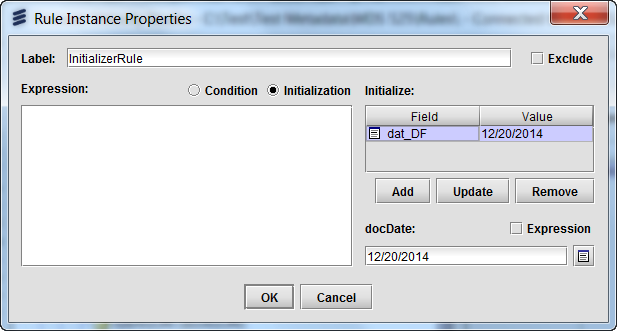 Rule Instance Properties
Label: InitializerRule Exclude
Expression: Condition Initialization Initialize:
Field Value
dat_DF 12/20/2014
Add Update Remove
docDate: Expression
12/20/2014
OK Cancel